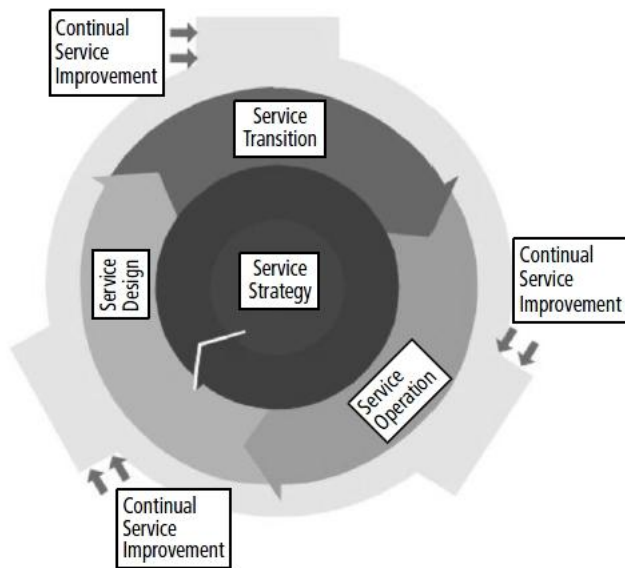 Continual
Service
Improvement
Service
Transition
Service
Design
Service
Strategy
Continual
Service
Improvement
Service
Operation
Continual
Service
Improvement